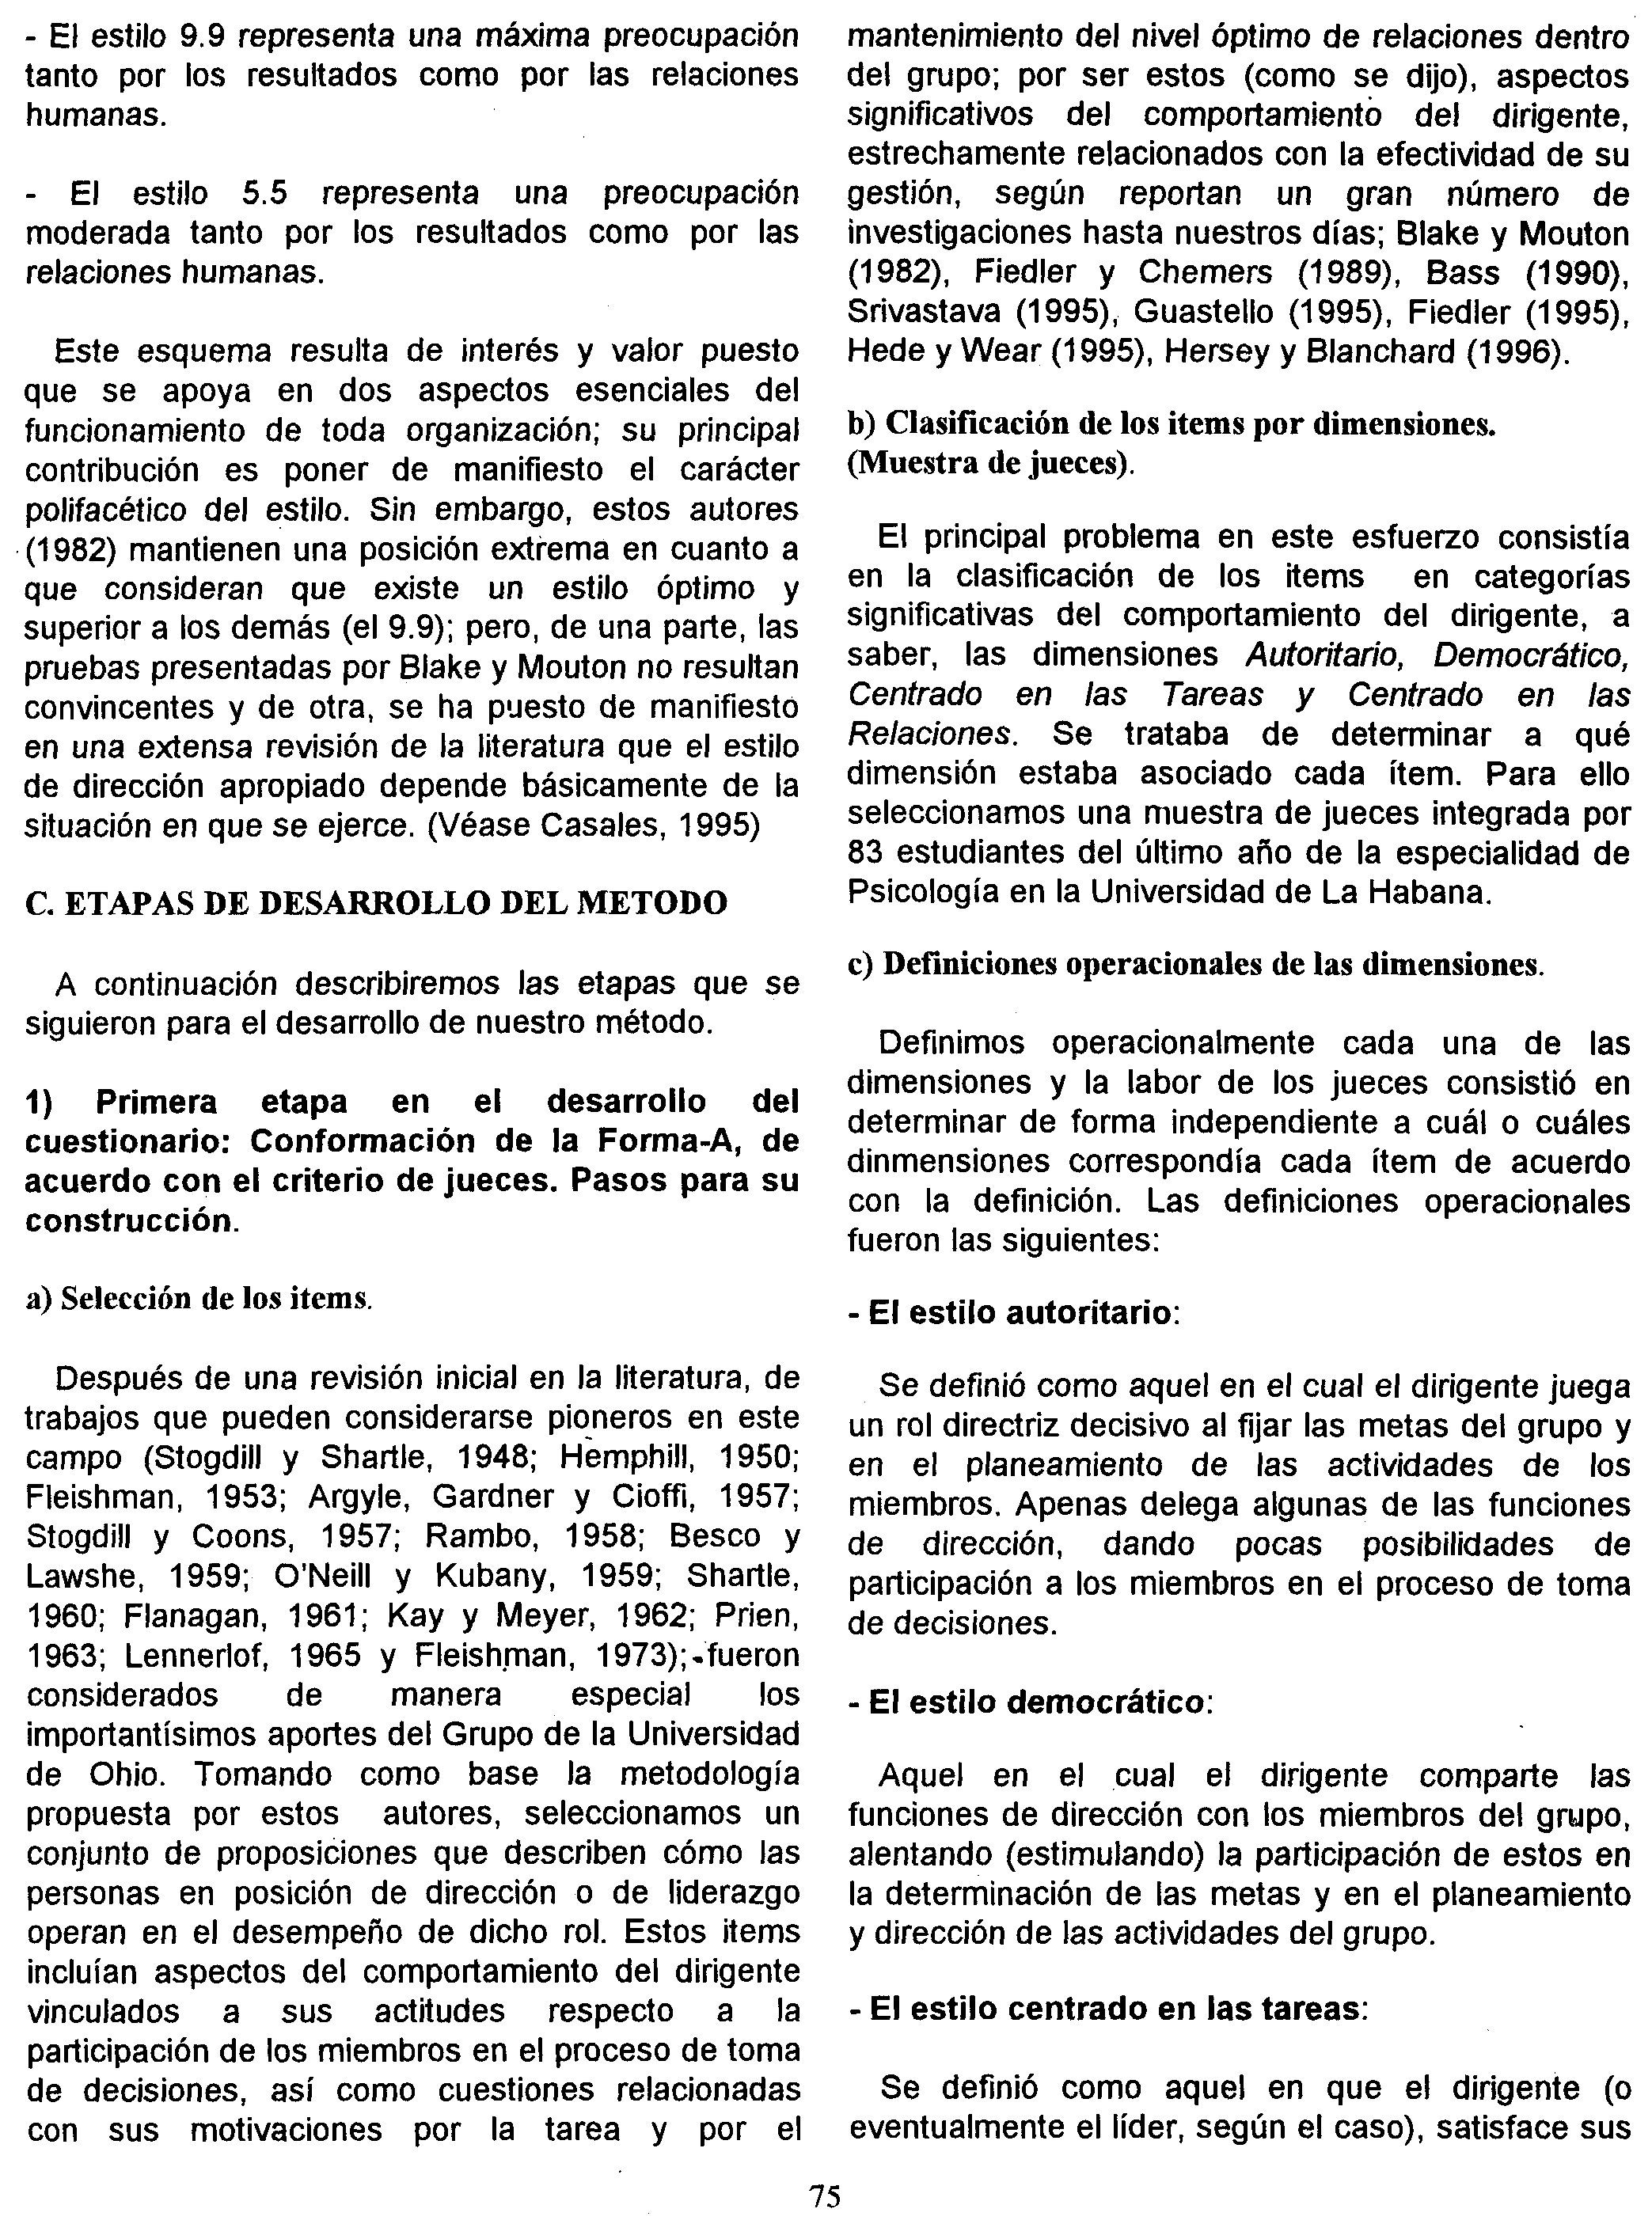 - El estilo 9.9 representa una máxima preocupación
tanto por los resultados como por las relaciones
humanas.
- El estilo 5.5 representa una preocupación
moderada tanto por los resultados como por las
relaciones humanas.
Este esquema resulta de interés y valor puesto
que se apoya en dos aspectos esenciales del
funcionamiento de toda organización; su principal
contribución es poner de manifiesto el carácter
polifacético del estilo. Sin embargo, estos autores
(1982) mantienen una posición extrema en cuanto a
que consideran que existe un estilo óptimo y
superior a los demás (el 9.9); pero, de una parte, las
pruebas presentadas por Blake y Mouton no resultan
convincentes y de otra, se ha puesto de manifiesto
en una extensa revisión de la literatura que el estilo
de dirección apropiado depende básicamente de la
situación en que se ejerce. (Véase Casales, 1995)
C. ETAPAS DE DESARROLLO DEL METODO
A continuación describiremos las etapas que se
siguieron para el desarrollo de nuestro método.
1) Primera etapa en el desarrollo del
cuestionario: Conformación de la Forma-A, de
acuerdo con el criterio de jueces. Pasos para su
construcción.
a) Selección de los items.
Después de una revisión inicial en la literatura, de
trabajos que pueden considerarse pioneros en este
campo (Stogdill y Shartle, 1948; Hemphill, 1950;
Fleishman, 1953; Argyle, Gardner y Cioffi, 1957;
Stogdill y Coons, 1957; Rambo, 1958; Besco y
Lawshe, 1959; O'Neill y Kubany, 1959; Shartle,
1960; Flanagan, 1961; Kay y Meyer, 1962; Prien,
1963; Lennerlof, 1965 y Fleishman, 1973); fueron
considerados de manera especial los
importantísimos aportes del Grupo de la Universidad
de Ohio. Tomando como base la metodología
propuesta por estos autores, seleccionamos un
conjunto de proposiciones que describen cómo las
personas en posición de dirección o de liderazgo
operan en el desempeño de dicho rol. Estos items
incluían aspectos del comportamiento del dirigente
vinculados a sus actitudes respecto a la
participación de los miembros en el proceso de toma
de decisiones, así como cuestiones relacionadas
con sus motivaciones por la tarea y por el
mantenimiento del nivel óptimo de relaciones dentro
del grupo; por ser estos (como se dijo), aspectos
significativos del comportamiento del dirigente,
estrechamente relacionados con la efectividad de su
gestión, según reportan un gran número de
investigaciones hasta nuestros días; Blake y Mouton
(1982), Fiedler y Chemers (1989), Bass (1990),
Srivastava (1995), Guastello (1995), Fiedler (1995),
Hede y Wear (1995), Hersey y Blanchard (1996).
b) Clasificación de los items por dimensiones.
(Muestra de jueces).
El principal problema en este esfuerzo consistía
en la clasificación de los items en categorías
significativas del comportamiento del dirigente, a
saber, las dimensiones Autoritario, Democrático,
Centrado en las Tareas y Centrado en las
Relaciones. Se trataba de determinar a qué
dimensión estaba asociado cada ítem. Para ello
seleccionamos una muestra de jueces integrada por
83 estudiantes del último año de la especialidad de
Psicología en la Universidad de La Habana.
c) Definiciones operacionales de las dimensiones.
Definimos operacionalmente cada una de las
dimensiones y la labor de los jueces consistió en
determinar de forma independiente a cuál o cuáles
dinmensiones correspondía cada ítem de acuerdo
con la definición. Las definiciones operacionales
fueron las siguientes:
- El estilo autoritario:
Se definió como aquel en el cual el dirigente juega
un rol directriz decisivo al fijar las metas del grupo y
en el planeamiento de las actividades de los
miembros. Apenas delega algunas de las funciones
de dirección, dando pocas posibilidades de
participación a los miembros en el proceso de toma
de decisiones.
- El estilo democrático:
Aquel en el cual el dirigente comparte las
funciones de dirección con los miembros del grupo,
alentando (estimulando) la participación de estos en
la determinación de las metas y en el planeamiento
y dirección de las actividades del grupo.
- El estilo centrado en las tareas:
Se definió como aquel en que el dirigente (o
eventualmente el líder, según el caso), satisface sus
75